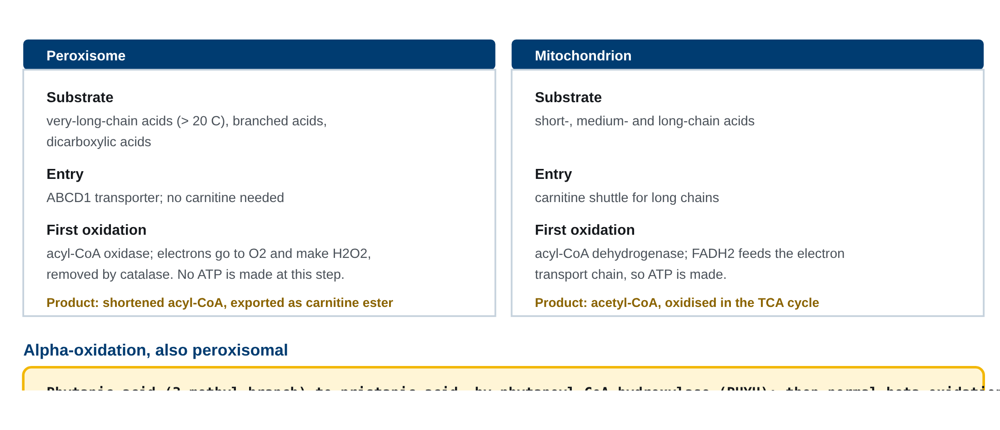 Peroxisome
Substrate
very-long-chain acids (> 20 C), branched acids,
dicarboxylic acids
Entry
ABCD1 transporter; no carnitine needed
First oxidation
acyl-CoA oxidase; electrons go to O2 and make H2O2,
removed by catalase. No ATP is made at this step.
Product: shortened acyl-CoA, exported as carnitine ester
Mitochondrion
Substrate
short-, medium- and long-chain acids
Entry
carnitine shuttle for long chains
First oxidation
acyl-CoA dehydrogenase; FADH2 feeds the electron
transport chain, so ATP is made.
Product: acetyl-CoA, oxidised in the TCA cycle
Alpha-oxidation, also peroxisomal
Phytanic acid (3-methyl branch) to pristanic acid, by phytanoyl-CoA hydroxylase (PHYH); then normal beta-